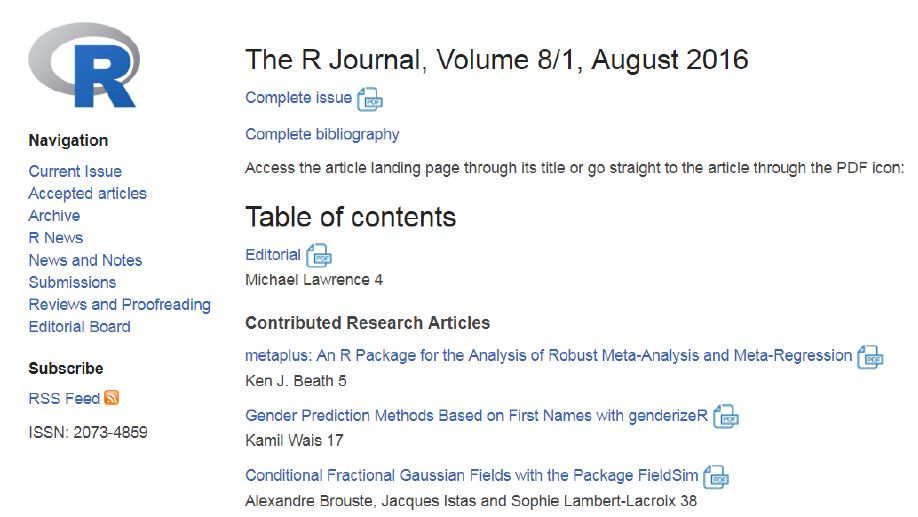 R
Navigation
Current Issue
Accepted articles
Archive
R News
News and Notes
Submissions
Reviews and Proofreading
Editorial Board
Subscribe
RSS Feed
ISSN: 2073-4859
The R Journal, Volume 8/1, August 2016
Complete issue PDF
Complete bibliography
Access the article landing page through its title or go straight to the article through the PDF icon:
Table of contents
Editorial PDF
Michael Lawrence 4
Contributed Research Articles
metaplus: An R Package for the Analysis of Robust Meta-Analysis and Meta-Regression PDF
Ken J. Beath 5
Gender Prediction Methods Based on First Names with genderizeR PDF
Kamil Wais 17
Conditional Fractional Gaussian Fields with the Package FieldSim PDF
Alexandre Brouste, Jacques Istas and Sophie Lambert-Lacroix 38